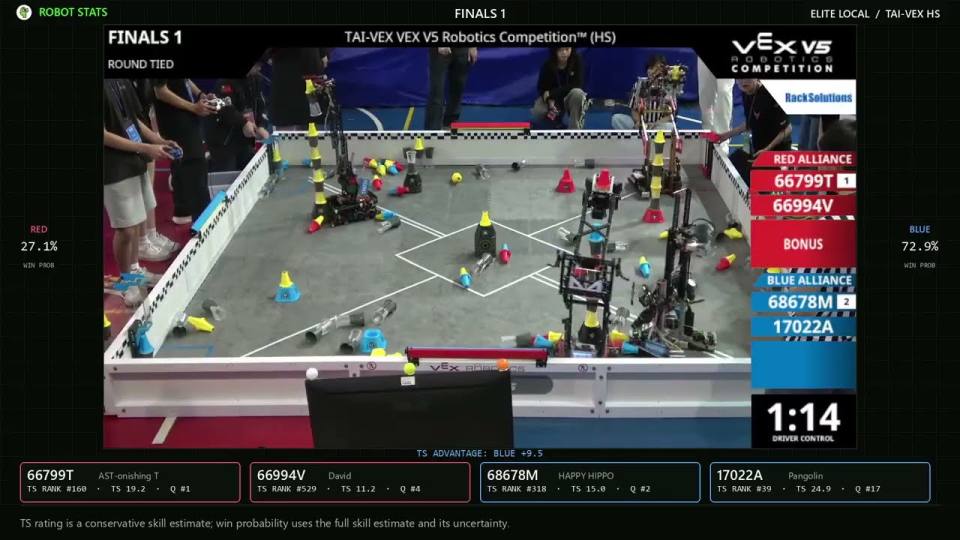 ROBOT STATS
FINALS 1
ELITE LOCAL / TAI-VEX HS
FINALS 1
TAI-VEX VEX V5 Robotics Competition™ (HS)
ROUND TIED
VEX V5
ROBOTICS
COMPETITION
RackSolutions
RED ALLIANCE
66799T 1
66994V
BONUS
BLUE ALLIANCE
68678M 2
17022A
1:14
DRIVER CONTROL
RED
27.1%
WIN PROB
BLUE
72.9%
WIN PROB
VEX ROBOTICS
TS ADVANTAGE: BLUE +9.5
66799T AST-onishing T
TS RANK #160 · TS 19.2 · Q #1
66994V David
TS RANK #529 · TS 11.2 · Q #4
68678M HAPPY HIPPO
TS RANK #318 · TS 15.0 · Q #2
17022A Pangolin
TS RANK #39 · TS 24.9 · Q #17
TS rating is a conservative skill estimate; win probability uses the full skill estimate and its uncertainty.